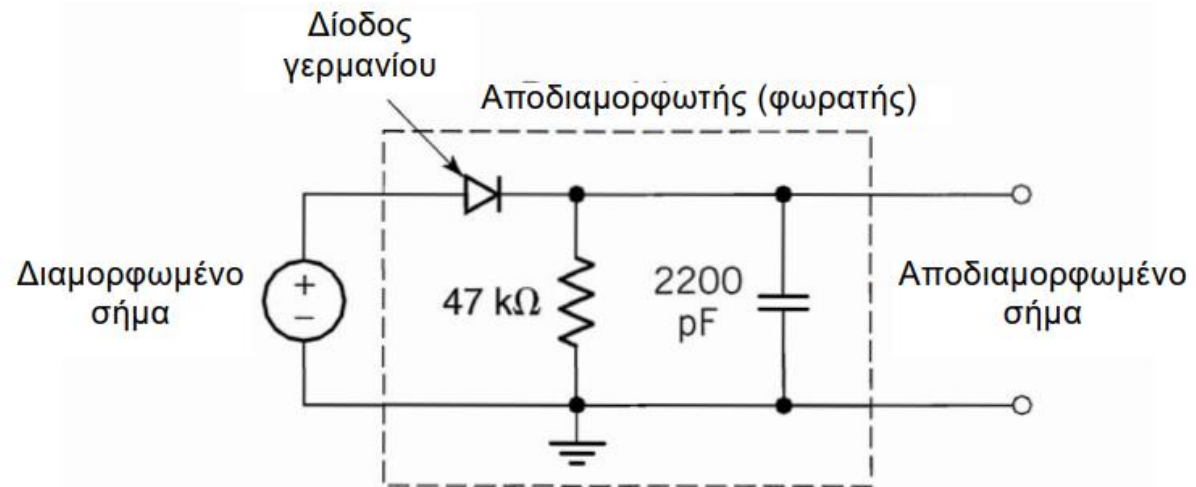 Δίοδος
γερμανίου
Αποδιαμορφωτής (φωρατής)
Διαμορφωμένο
σήμα
+
−
47 kΩ
2200
pF
Αποδιαμορφωμένο
σήμα